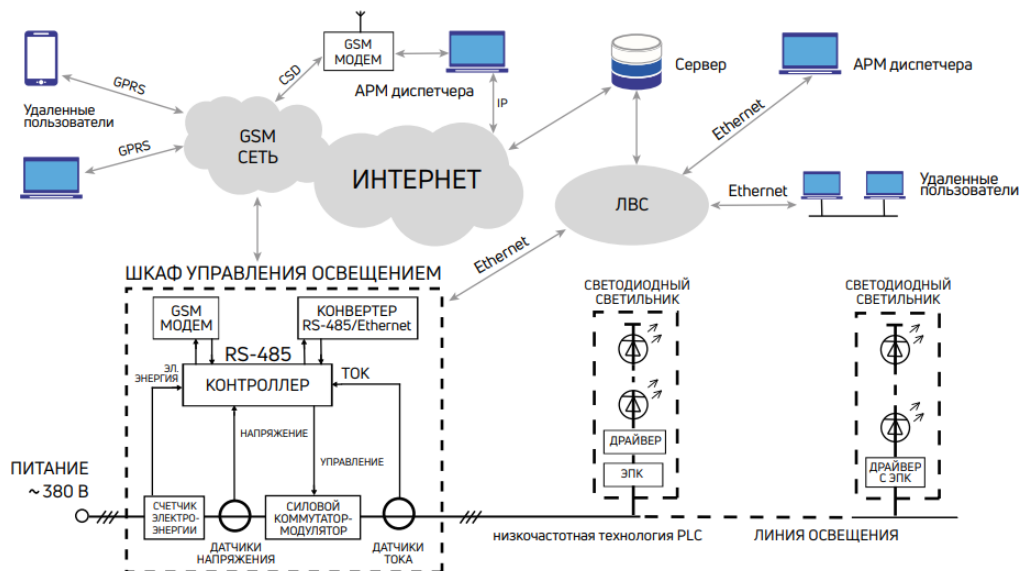 GSM
МОДЕМ
CSD
АРМ диспетчера
IP
GPRS
Удаленные
пользователи
GPRS
GSM
СЕТЬ
ИНТЕРНЕТ
Сервер
АРМ диспетчера
Ethernet
ЛВС
Ethernet
Удаленные
пользователи
Ethernet
ШКАФ УПРАВЛЕНИЯ ОСВЕЩЕНИЕМ
GSM
МОДЕМ
КОНВЕРТЕР
RS-485/Ethernet
RS-485
ЭЛ.
ЭНЕРГИЯ
КОНТРОЛЛЕР
ТОК
НАПРЯЖЕНИЕ
УПРАВЛЕНИЕ
ПИТАНИЕ
~ 380 В
СЧЕТЧИК
ЭЛЕКТРО-
ЭНЕРГИИ
ДАТЧИКИ
НАПРЯЖЕНИЯ
СИЛОВОЙ
КОММУТАТОР-
МОДУЛЯТОР
ДАТЧИКИ
ТОКА
СВЕТОДИОДНЫЙ
СВЕТИЛЬНИК
ДРАЙВЕР
ЭПК
СВЕТОДИОДНЫЙ
СВЕТИЛЬНИК
ДРАЙВЕР
С ЭПК
низкочастотная технология PLC
ЛИНИЯ ОСВЕЩЕНИЯ